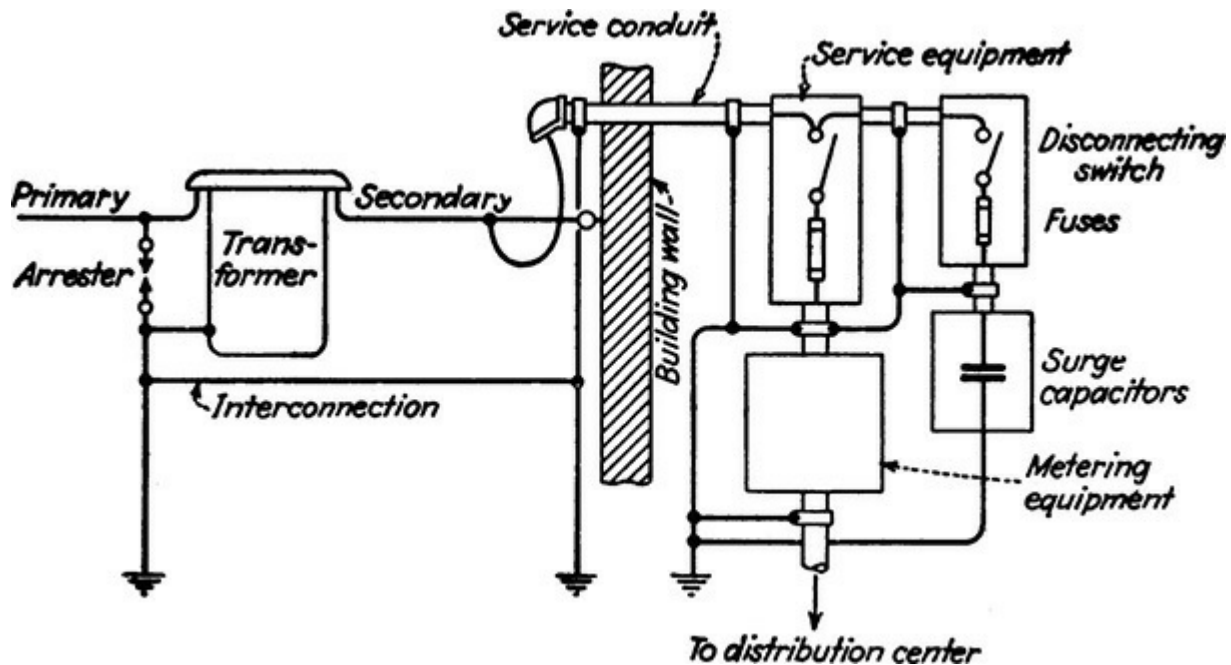 Service conduit
Service equipment
Disconnecting
switch
Primary
Secondary
Trans-
former
Fuses
Arrester
Building wall
Interconnection
Surge
capacitors
Metering
equipment
To distribution center